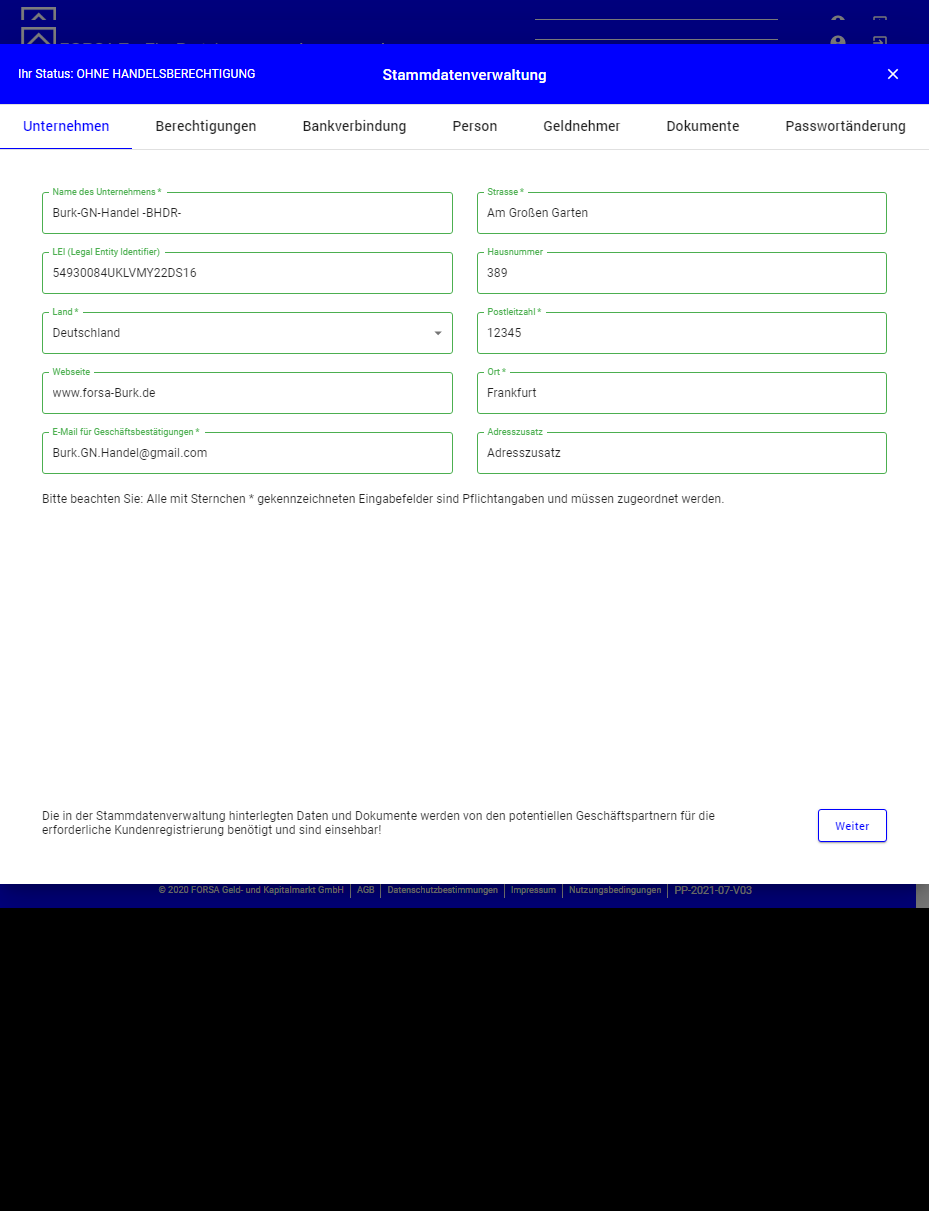 Ihr Status: OHNE HANDELSBERECHTIGUNG
Stammdatenverwaltung
Unternehmen
Berechtigungen
Bankverbindung
Person
Geldnehmer
Dokumente
Passwortänderung
Name des Unternehmens *
Burk-GN-Handel -BHDR-
Strasse *
Am Großen Garten
LEI (Legal Entity Identifier)
54930084UKLVMY22DS16
Hausnummer
389
Land *
Deutschland
Postleitzahl *
12345
Webseite
www.forsa-Burk.de
Ort *
Frankfurt
E-Mail für Geschäftsbestätigungen *
Burk.GN.Handel@gmail.com
Adresszusatz
Adresszusatz
Bitte beachten Sie: Alle mit Sternchen * gekennzeichneten Eingabefelder sind Pflichtangaben und müssen zugeordnet werden.
Die in der Stammdatenverwaltung hinterlegten Daten und Dokumente werden von den potentiellen Geschäftspartnern für die
erforderliche Kundenregistrierung benötigt und sind einsehbar!
Weiter
© 2020 FORSA Geld- und Kapitalmarkt GmbH | AGB | Datenschutzbestimmungen | Impressum | Nutzungsbedingungen | PP-2021-07-V03